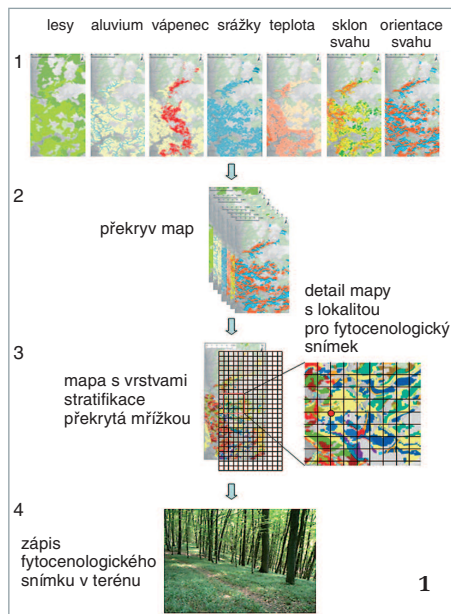 lesy aluvium vápenec srážky teplota sklon svahu orientace svahu
1
2
překryv map
detail mapy
s lokalitou
pro fytocenologický
snímek
3
mapa s vrstvami
stratifikace
překrytá mřížkou
4
zápis
fytocenologického
snímku v terénu
1